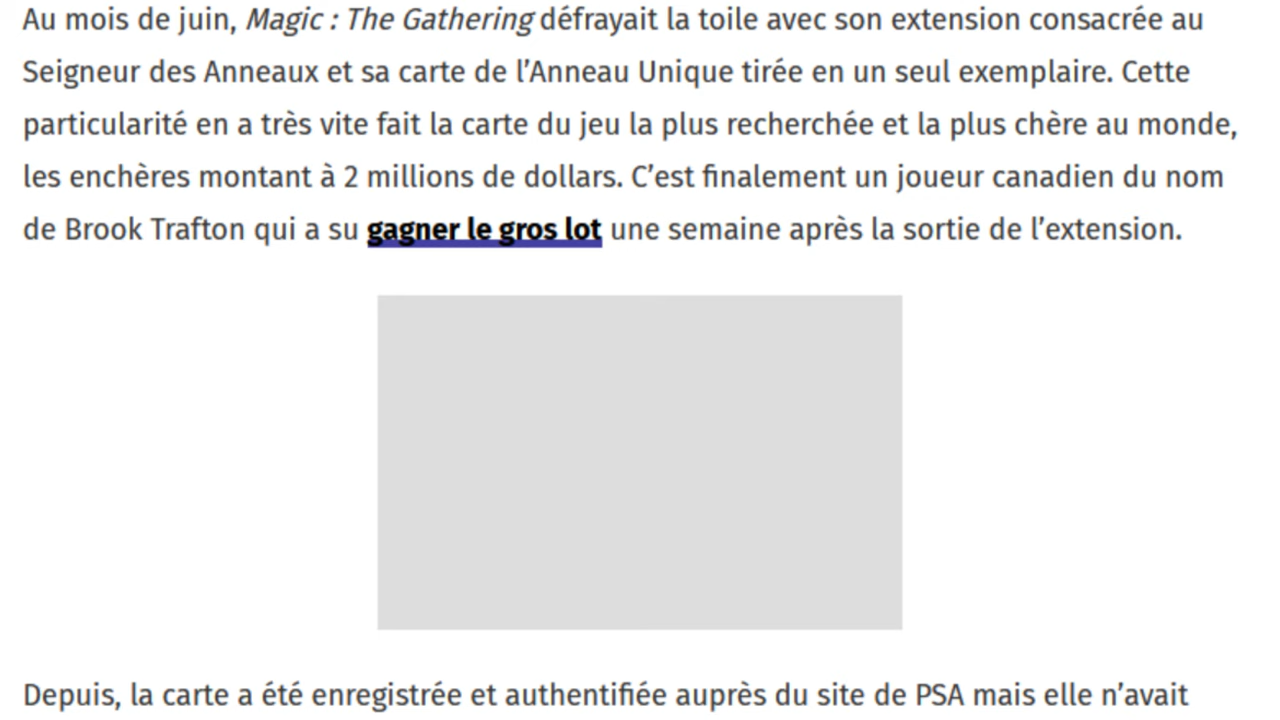 Au mois de juin, Magic : The Gathering défrayait la toile avec son extension consacrée au
Seigneur des Anneaux et sa carte de l’Anneau Unique tirée en un seul exemplaire. Cette
particularité en a très vite fait la carte du jeu la plus recherchée et la plus chère au monde,
les enchères montant à 2 millions de dollars. C’est finalement un joueur canadien du nom
de Brook Trafton qui a su gagner le gros lot une semaine après la sortie de l’extension.
Depuis, la carte a été enregistrée et authentifiée auprès du site de PSA mais elle n’avait